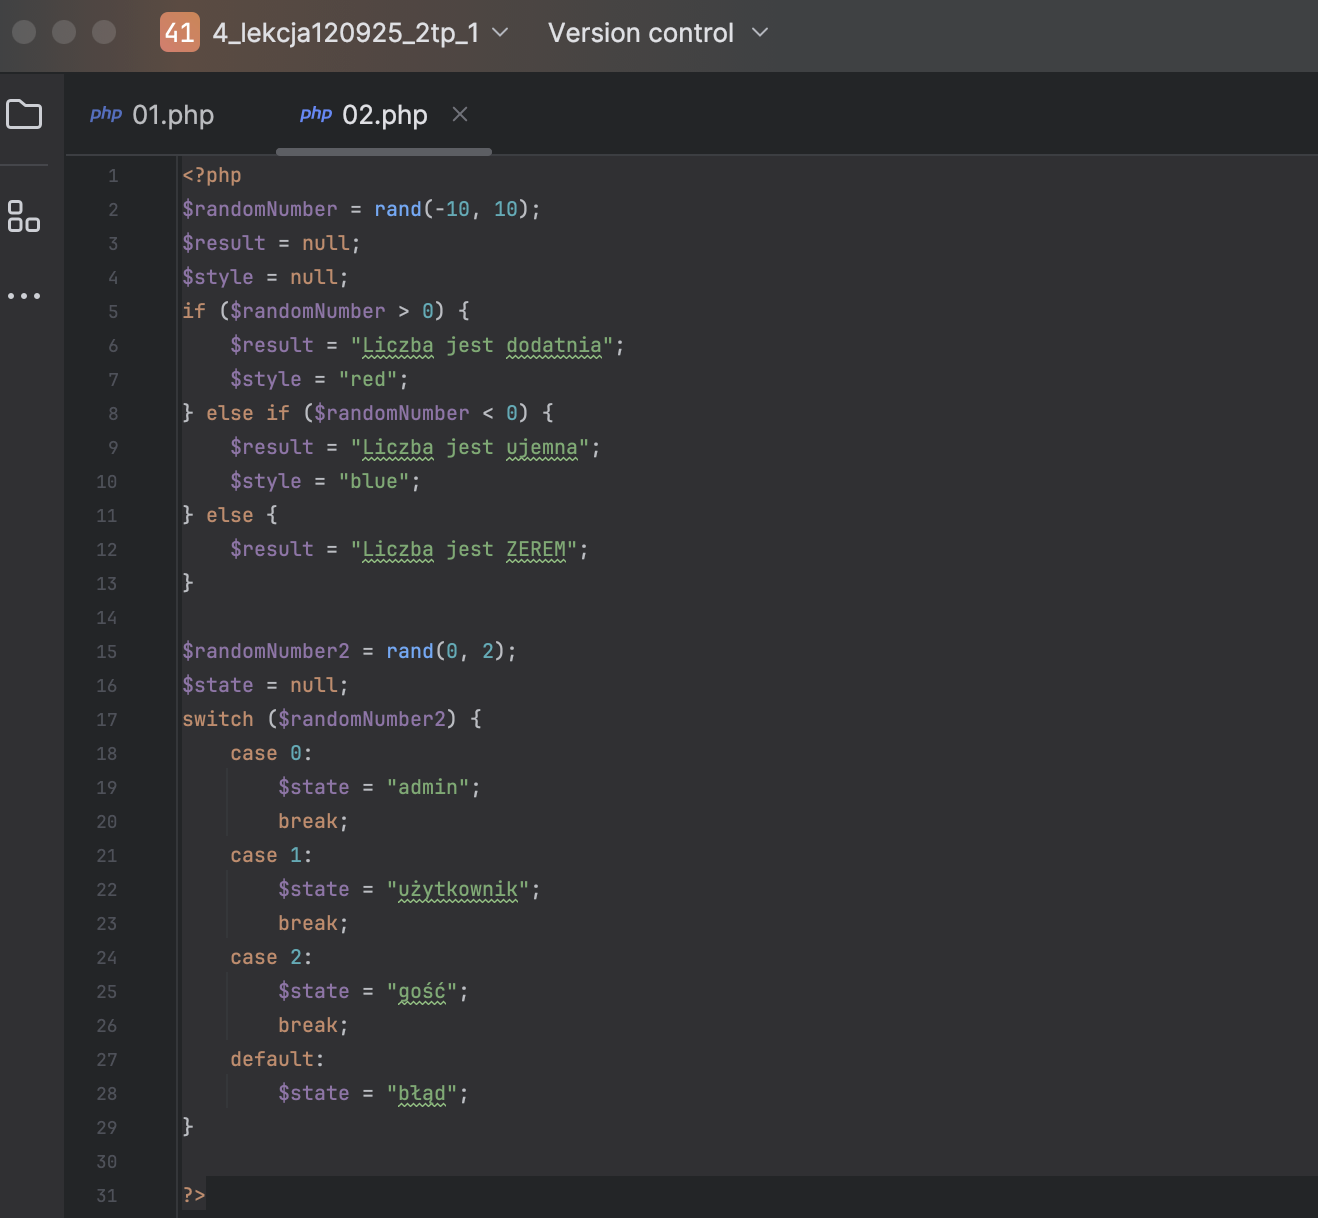 41 4_lekcja120925_2tp_1 Version control
php 01.php php 02.php
1 <?php
2 $randomNumber = rand(-10, 10);
3 $result = null;
4 $style = null;
5 if ($randomNumber > 0) {
6     $result = "Liczba jest dodatnia";
7     $style = "red";
8 } else if ($randomNumber < 0) {
9     $result = "Liczba jest ujemna";
10     $style = "blue";
11 } else {
12     $result = "Liczba jest ZEREM";
13 }
14
15 $randomNumber2 = rand(0, 2);
16 $state = null;
17 switch ($randomNumber2) {
18     case 0:
19         $state = "admin";
20         break;
21     case 1:
22         $state = "użytkownik";
23         break;
24     case 2:
25         $state = "gość";
26         break;
27     default:
28         $state = "błąd";
29 }
30
31 ?>